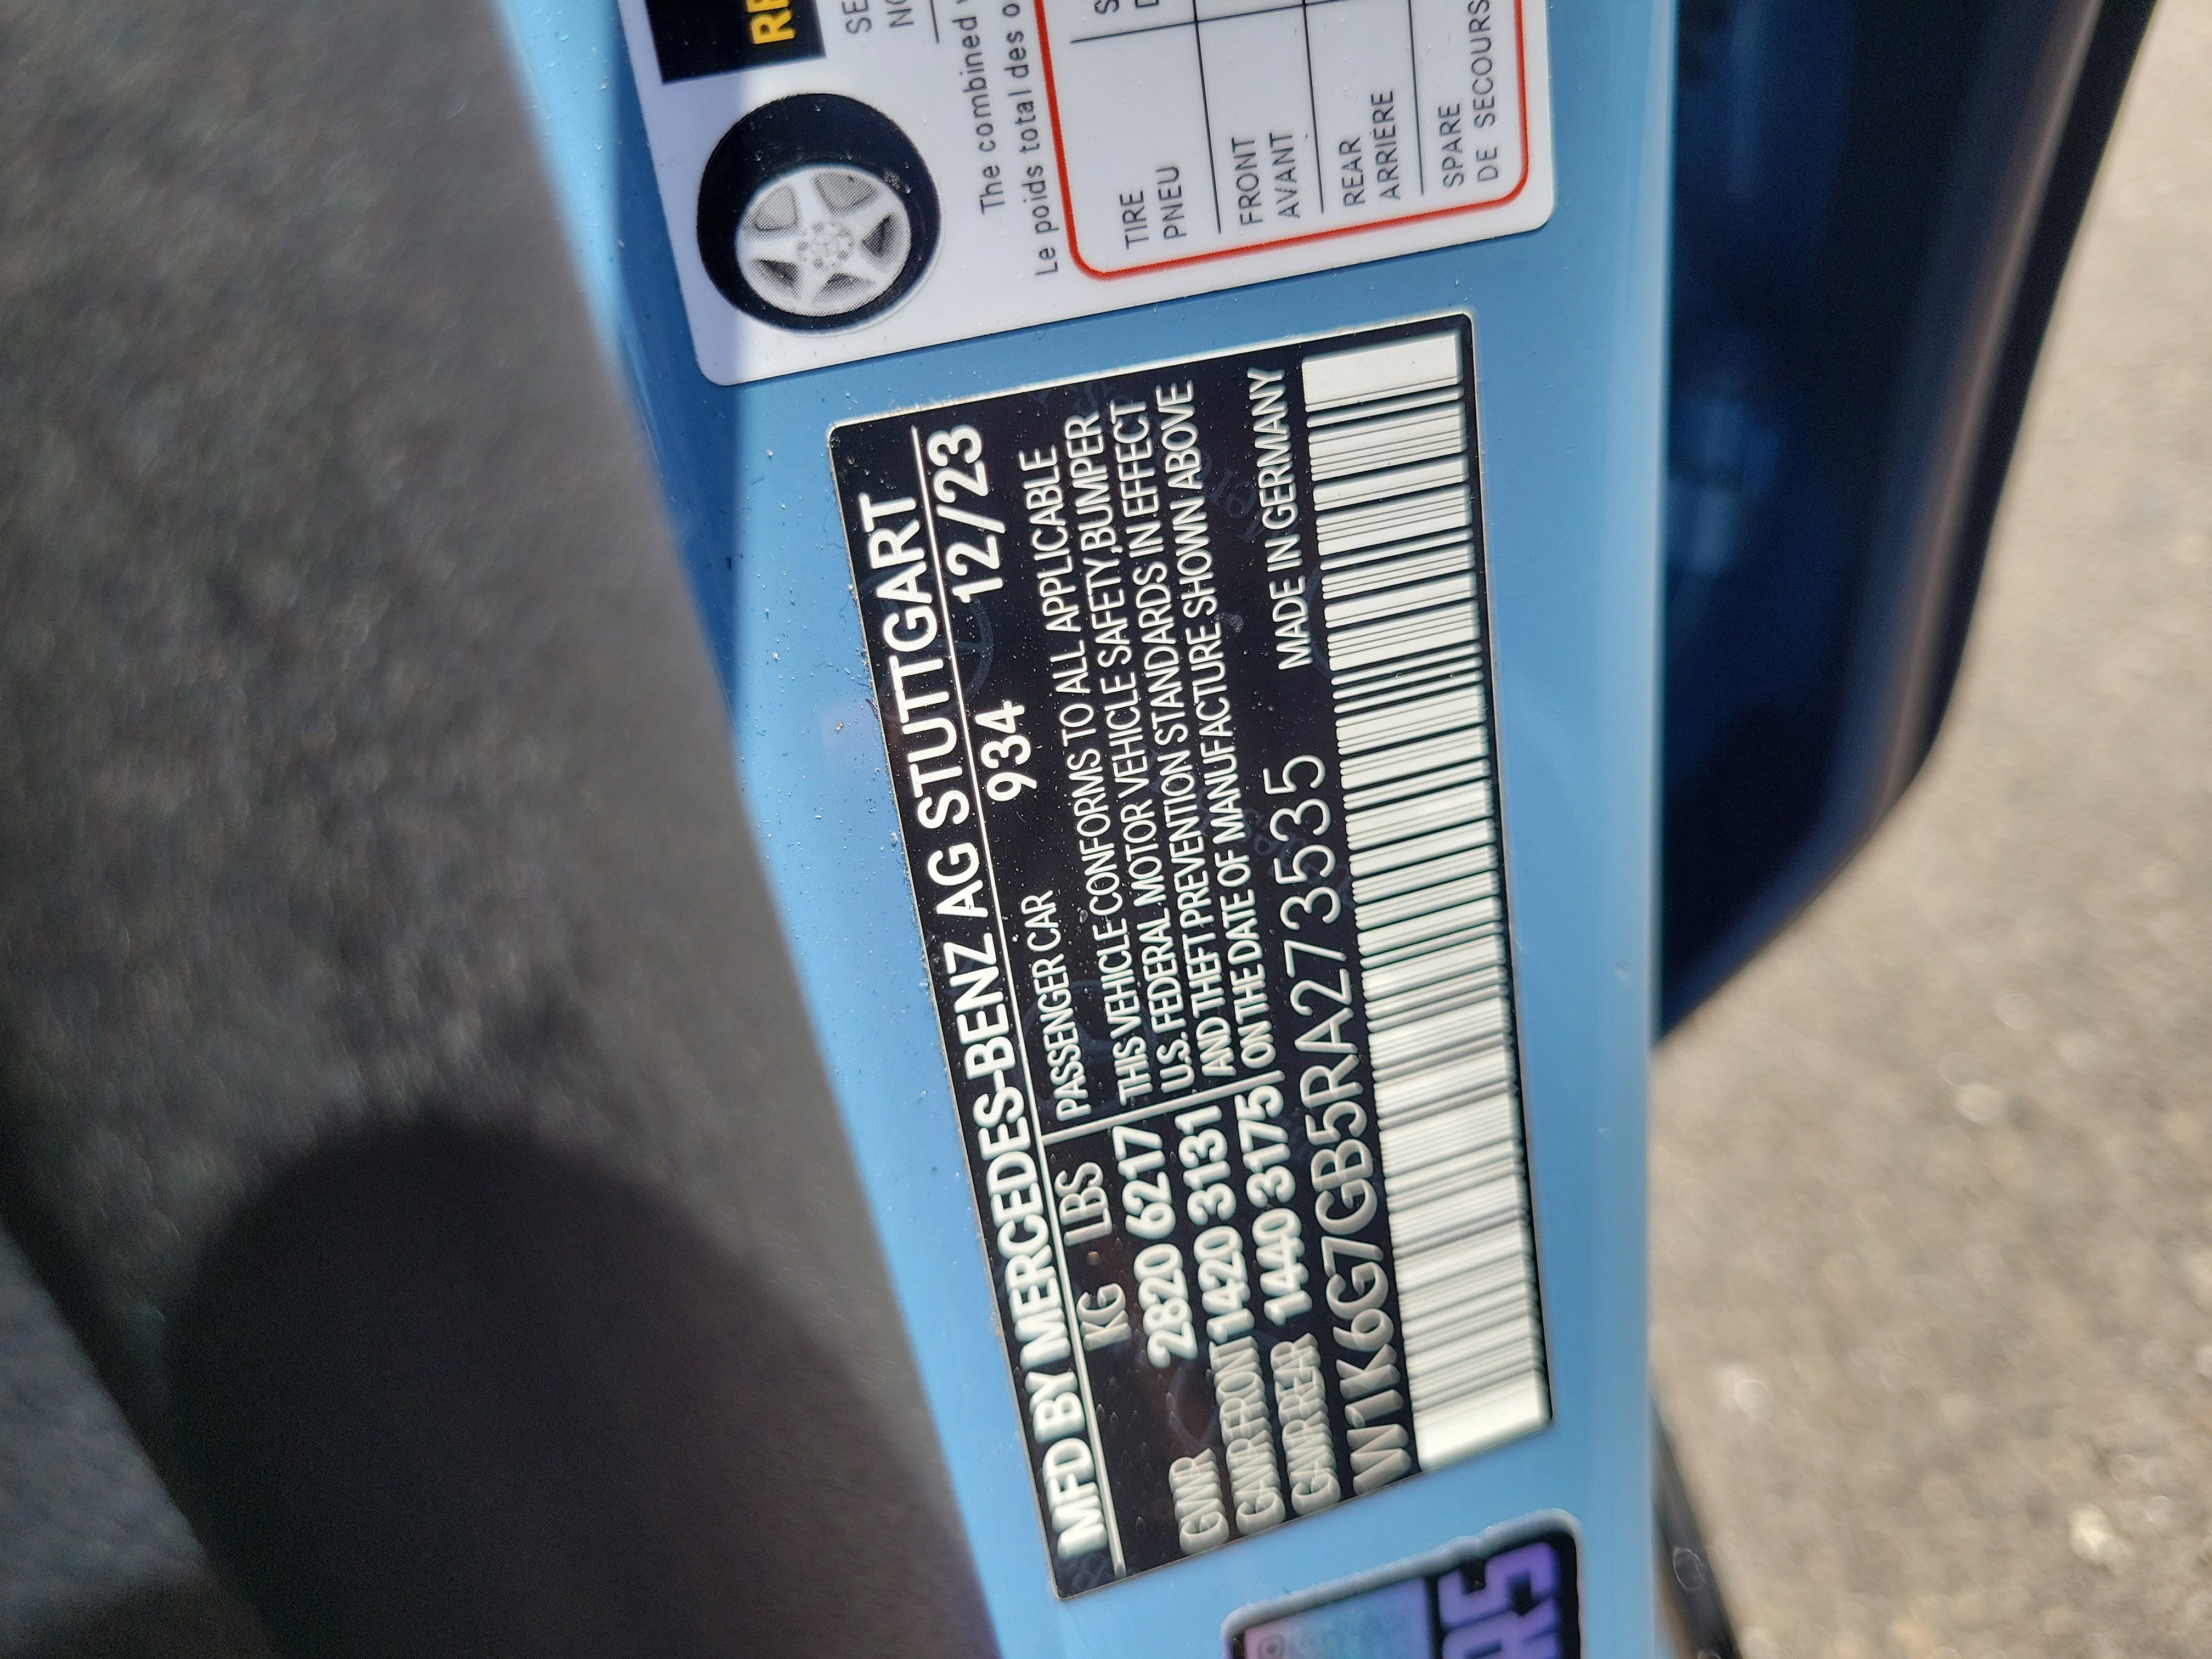 MFD BY MERCEDES-BENZ AG STUTTGART
934 12/23
KG LBS PASSENGER CAR
GWR 2820 6217
GAWR FRONT 1420 3131
GAWR REAR 1440 3175
THIS VEHICLE CONFORMS TO ALL APPLICABLE
U.S. FEDERAL MOTOR VEHICLE SAFETY,BUMPER
AND THEFT PREVENTION STANDARDS IN EFFECT
ON THE DATE OF MANUFACTURE SHOWN ABOVE
W1K6G7GB5RA273535 MADE IN GERMANY
The combined
Le poids total des
TIRE
PNEU
FRONT
AVANT
REAR
ARRIÈRE
SPARE
DE SECOURS